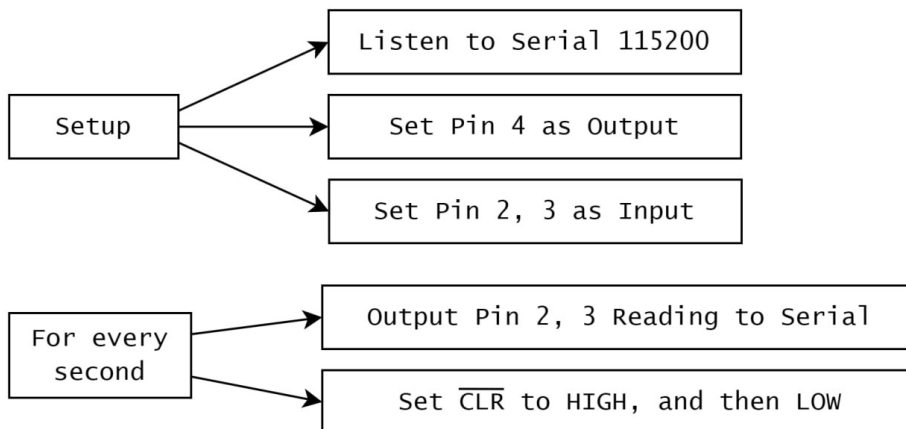 Listen to Serial 115200
Setup
Set Pin 4 as Output
Set Pin 2, 3 as Input
For every
second
Output Pin 2, 3 Reading to Serial
Set C̅L̅R̅ to HIGH, and then LOW